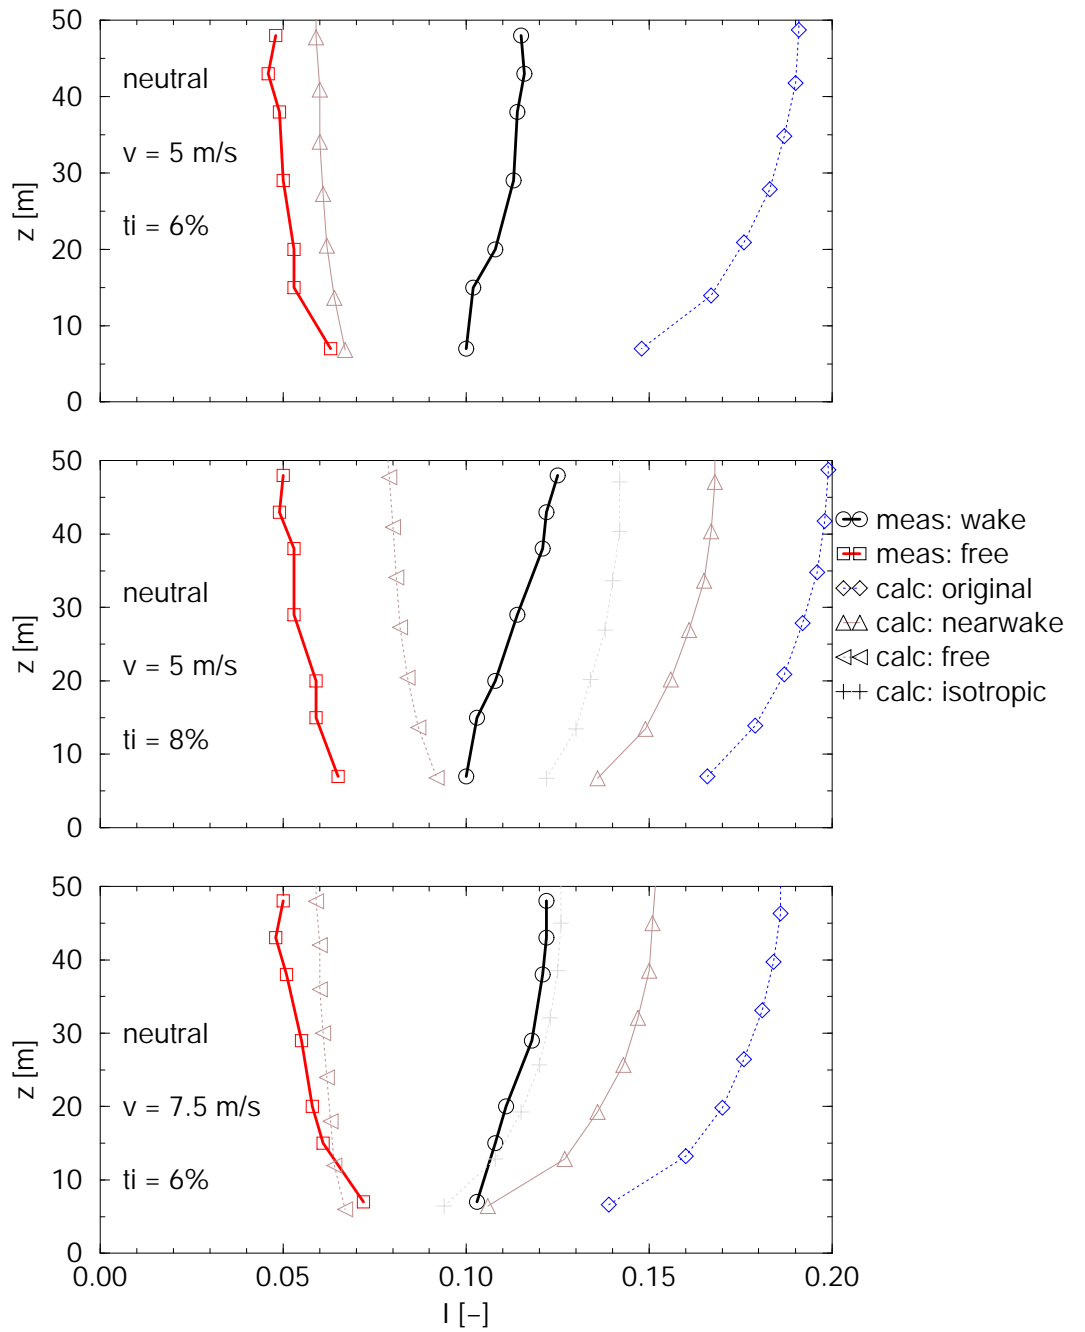 50
40
30
20
10
0
z [m]
neutral
v = 5 m/s
ti = 6%
50
40
30
20
10
0
z [m]
neutral
v = 5 m/s
ti = 8%
meas: wake
meas: free
calc: original
calc: nearwake
calc: free
calc: isotropic
50
40
30
20
10
0
z [m]
neutral
v = 7.5 m/s
ti = 6%
0.00 0.05 0.10 0.15 0.20
I [–]